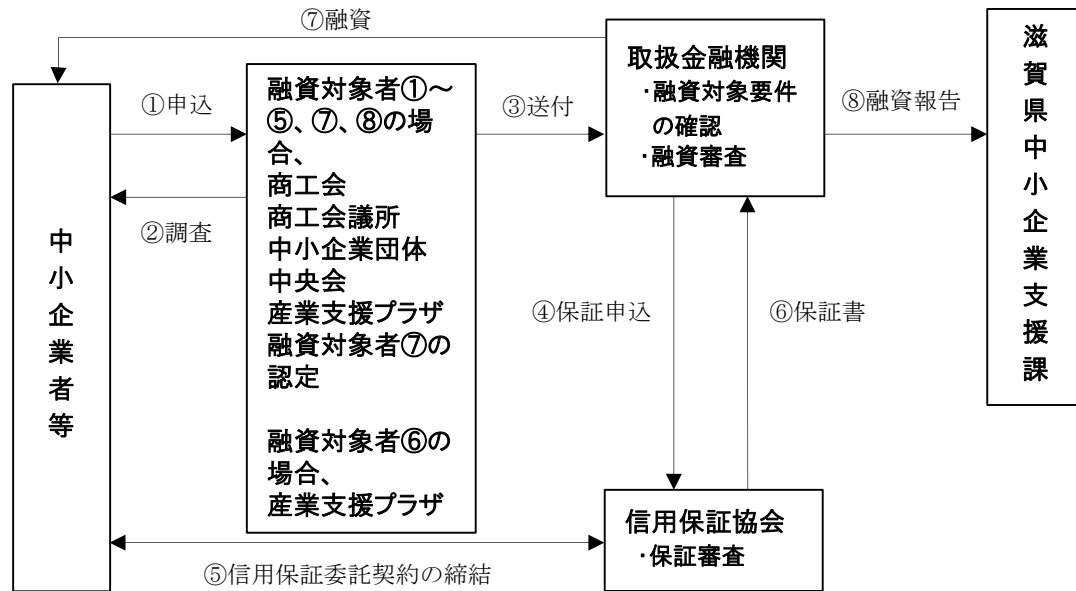 ⑦融資
中小企業者等
①申込
②調査
融資対象者①～
⑤、⑦、⑧の場
合、
商工会
商工会議所
中小企業団体
中央会
産業支援プラザ
融資対象者⑦の
認定
融資対象者⑥の
場合、
産業支援プラザ
③送付
取扱金融機関
・融資対象要件
の確認
・融資審査
⑧融資報告
滋賀県中小企業支援課
④保証申込
⑥保証書
信用保証協会
・保証審査
⑤信用保証委託契約の締結